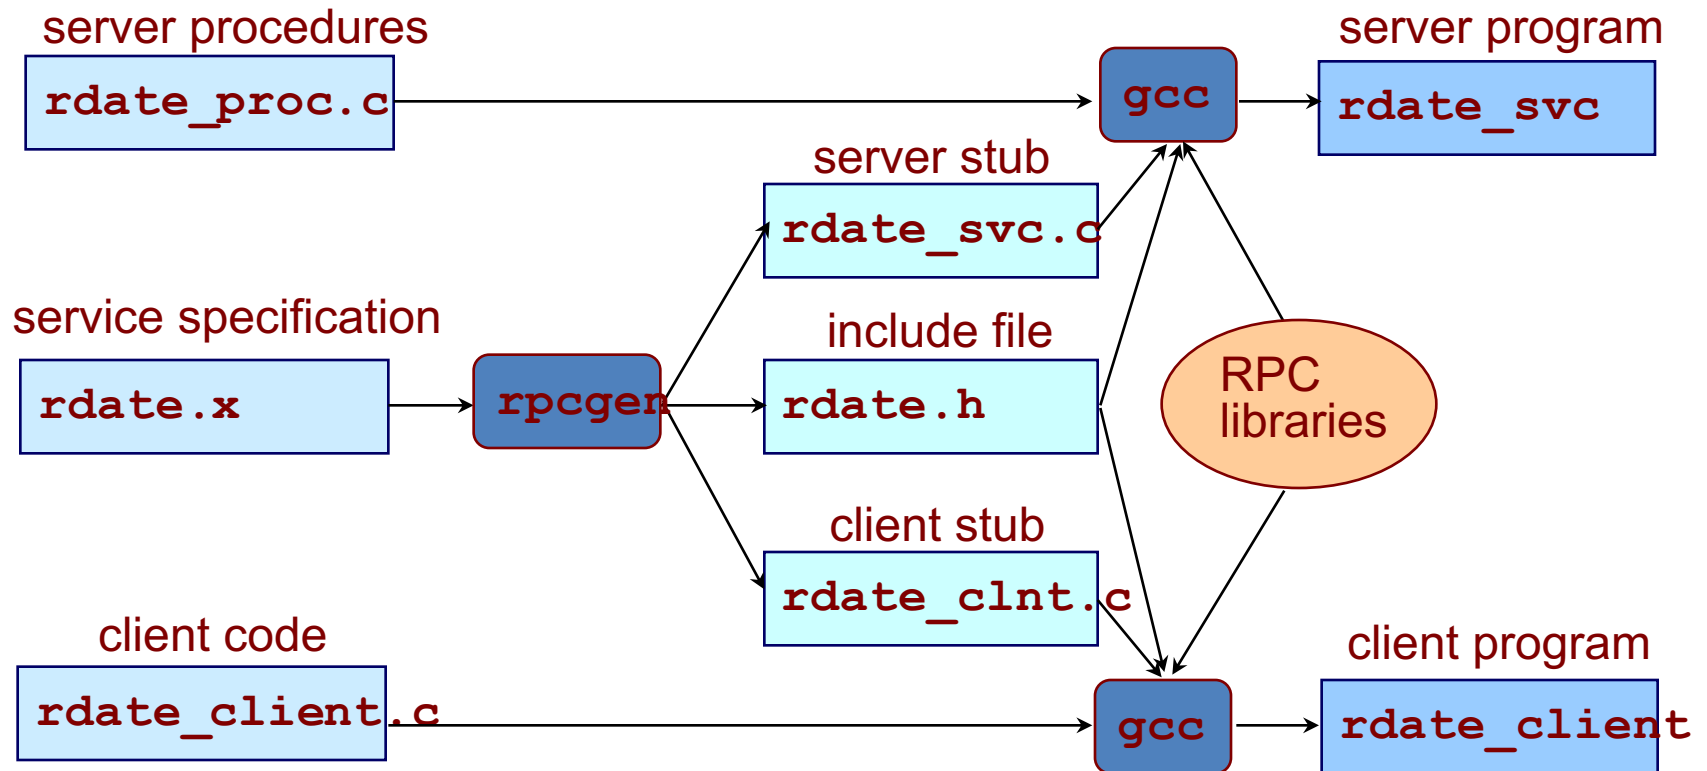 server procedures
rdate_proc.c
gcc
server program
rdate_svc
server stub
rdate_svc.c
service specification
rdate.x
rpcgen
include file
rdate.h
RPC
libraries
client stub
rdate_clnt.c
client code
rdate_client.c
gcc
client program
rdate_client